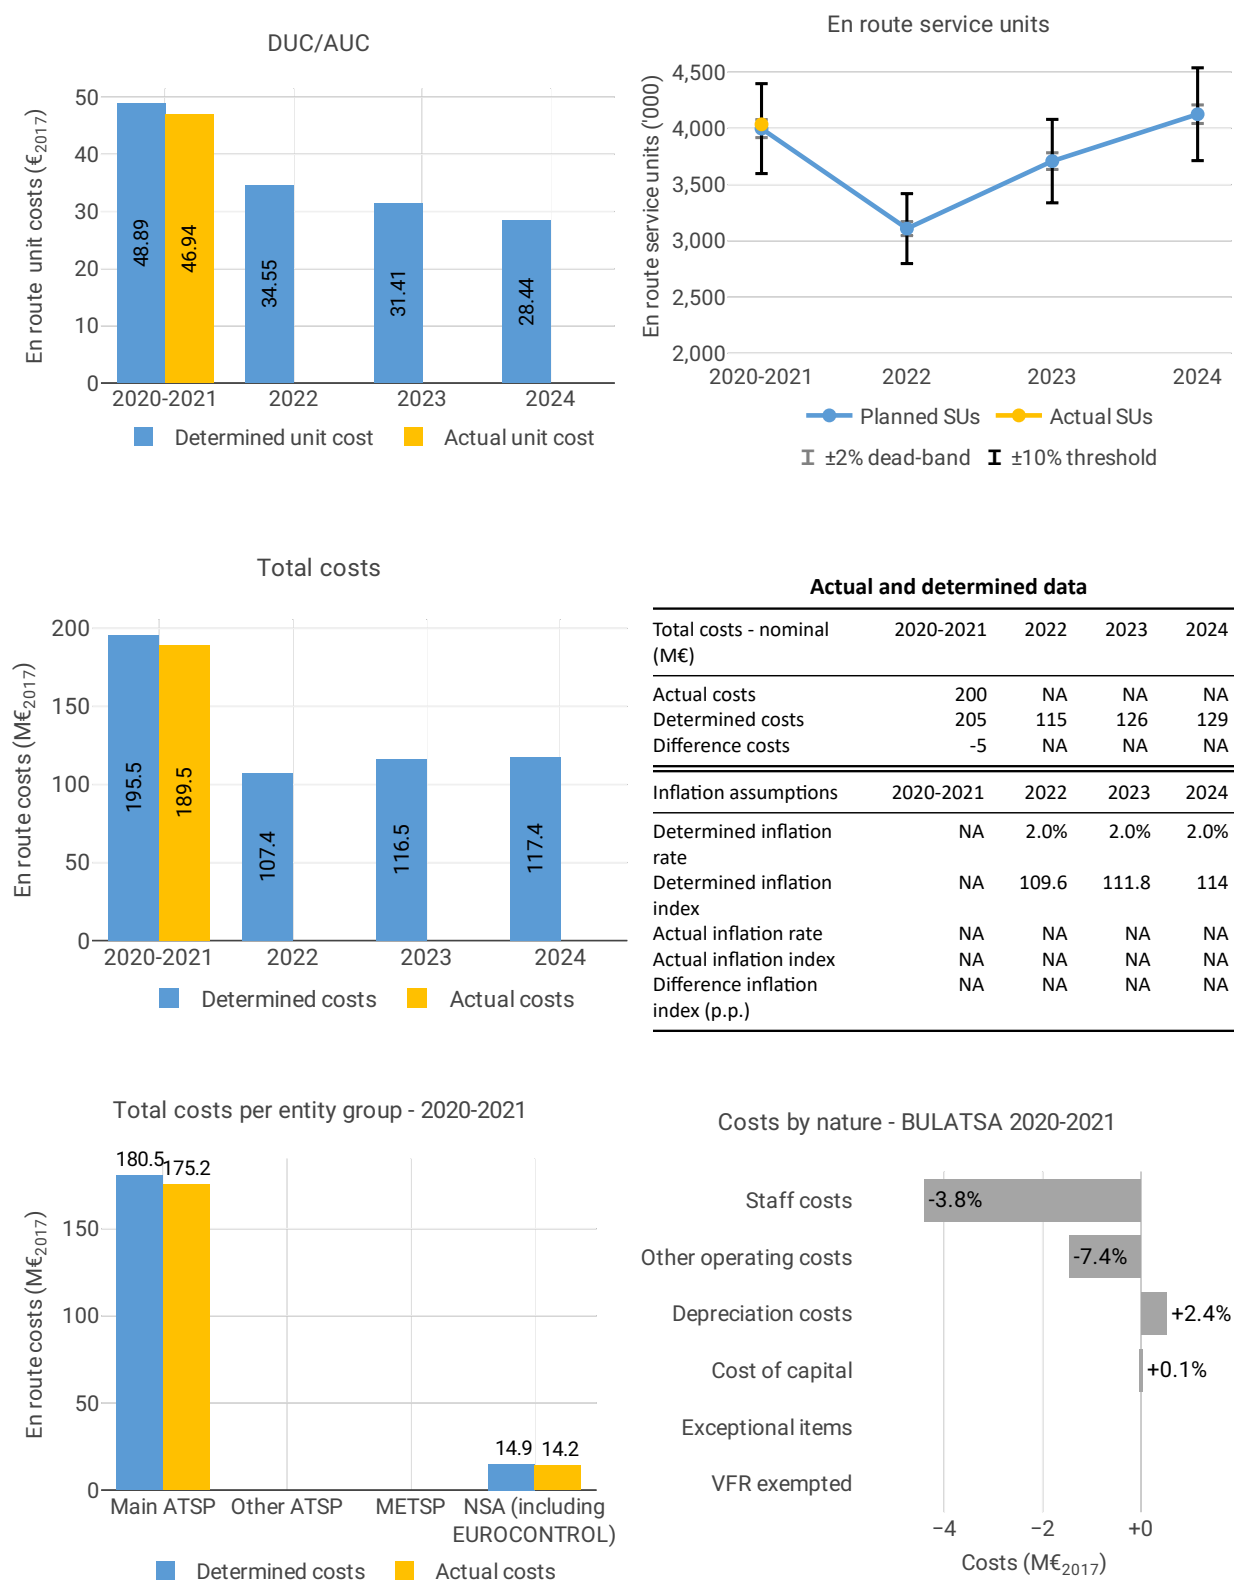 DUC/AUC
En route unit costs (€2017)
50
40
30
20
10
0
48.89
46.94
34.55
31.41
28.44
2020-2021 2022 2023 2024
Determined unit cost Actual unit cost
En route service units
En route service units ('000)
4,500
4,000
3,500
3,000
2,500
2,000
2020-2021 2022 2023 2024
Planned SUs Actual SUs
±2% dead-band ±10% threshold
Total costs
En route costs (M€2017)
200
150
100
50
0
195.5
189.5
107.4
116.5
117.4
2020-2021 2022 2023 2024
Determined costs Actual costs
Actual and determined data
Total costs - nominal 2020-2021 2022 2023 2024
(M€)
Actual costs 200 NA NA NA
Determined costs 205 115 126 129
Difference costs -5 NA NA NA
Inflation assumptions 2020-2021 2022 2023 2024
Determined inflation NA 2.0% 2.0% 2.0%
rate
Determined inflation NA 109.6 111.8 114
index
Actual inflation rate NA NA NA NA
Actual inflation index NA NA NA NA
Difference inflation NA NA NA NA
index (p.p.)
Total costs per entity group - 2020-2021
En route costs (M€2017)
150
100
50
0
180.5
175.2
14.9 14.2
Main ATSP Other ATSP METSP NSA (including
EUROCONTROL)
Determined costs Actual costs
Costs by nature - BULATSA 2020-2021
Staff costs -3.8%
Other operating costs -7.4%
Depreciation costs +2.4%
Cost of capital +0.1%
Exceptional items
VFR exempted
−4 −2 +0
Costs (M€2017)